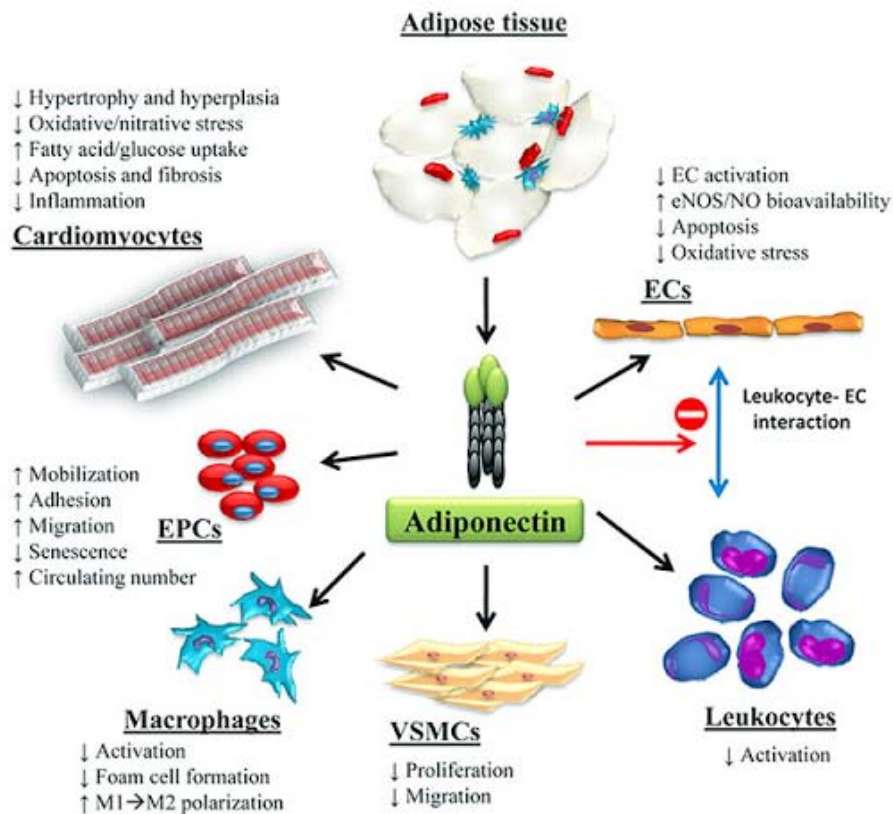 Adipose tissue
↓ Hypertrophy and hyperplasia
↓ Oxidative/nitrative stress
↑ Fatty acid/glucose uptake
↓ Apoptosis and fibrosis
↓ Inflammation
Cardiomyocytes
↓ EC activation
↑ eNOS/NO bioavailability
↓ Apoptosis
↓ Oxidative stress
ECs
Leukocyte- EC
interaction
↑ Mobilization
↑ Adhesion
↑ Migration
↓ Senescence
↑ Circulating number
EPCs
Adiponectin
Macrophages
↓ Activation
↓ Foam cell formation
↑ M1→M2 polarization
VSMCs
↓ Proliferation
↓ Migration
Leukocytes
↓ Activation